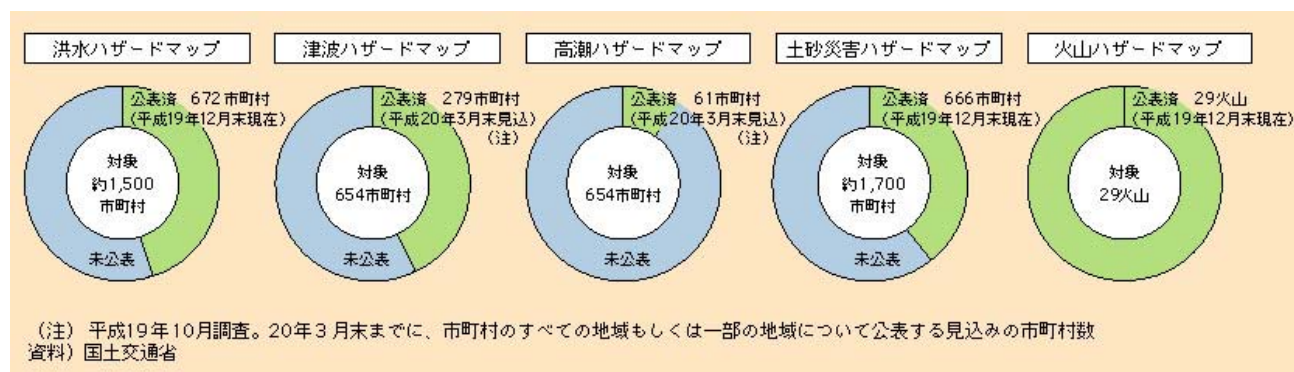 洪水ハザードマップ
公表済 672市町村
(平成19年12月末現在)
対象
約1,500
市町村
未公表
津波ハザードマップ
公表済 279市町村
(平成20年3月末見込)
(注)
対象
654市町村
未公表
高潮ハザードマップ
公表済 61市町村
(平成20年3月末見込)
(注)
対象
654市町村
未公表
土砂災害ハザードマップ
公表済 666市町村
(平成19年12月末現在)
対象
約1,700
市町村
未公表
火山ハザードマップ
公表済 29火山
(平成19年12月末現在)
対象
29火山
(注) 平成19年10月調査。20年3月末までに、市町村のすべての地域もしくは一部の地域について公表する見込みの市町村数
資料)国土交通省